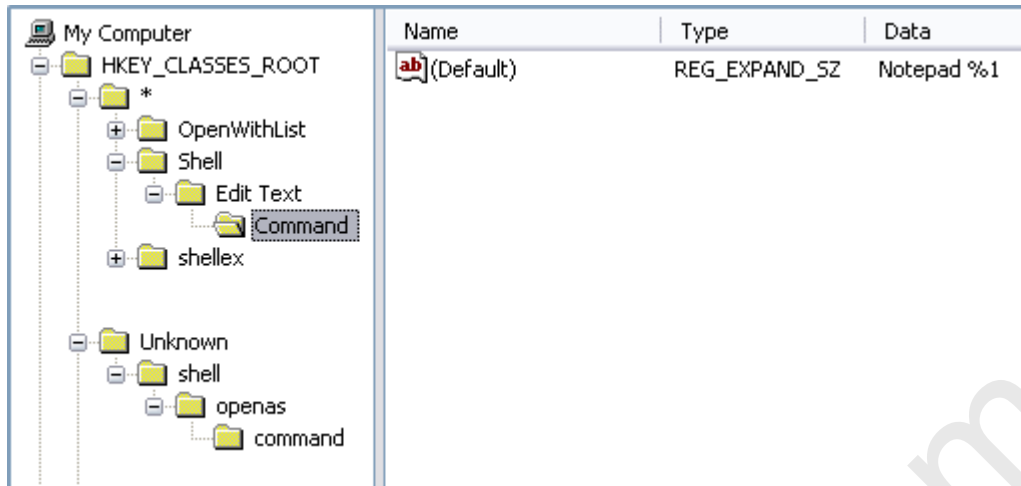 My Computer
HKEY_CLASSES_ROOT
*
OpenWithList
Shell
Edit Text
Command
shellex
Unknown
shell
openas
command
Name Type Data
ab (Default) REG_EXPAND_SZ Notepad %1
m